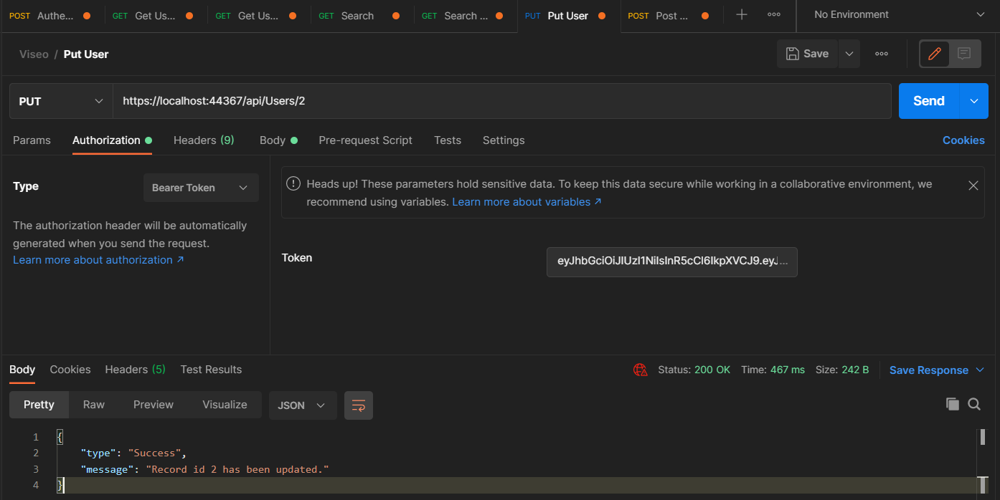 POST Authe... GET Get Us... GET Get Us... GET Search GET Search ... PUT Put User POST Post ... No Environment
Viseo / Put User Save
PUT https://localhost:44367/api/Users/2 Send
Params Authorization Headers (9) Body Pre-request Script Tests Settings Cookies
Type Bearer Token
The authorization header will be automatically
generated when you send the request.
Learn more about authorization ↗
Heads up! These parameters hold sensitive data. To keep this data secure while working in a collaborative environment, we
recommend using variables. Learn more about variables ↗
Token eyJhbGciOiJIUzI1NiIsInR5cCI6IkpXVCJ9.eyJ...
Body Cookies Headers (5) Test Results Status: 200 OK Time: 467 ms Size: 242 B Save Response
Pretty Raw Preview Visualize JSON
1 {
2 "type": "Success",
3 "message": "Record id 2 has been updated."
4 }